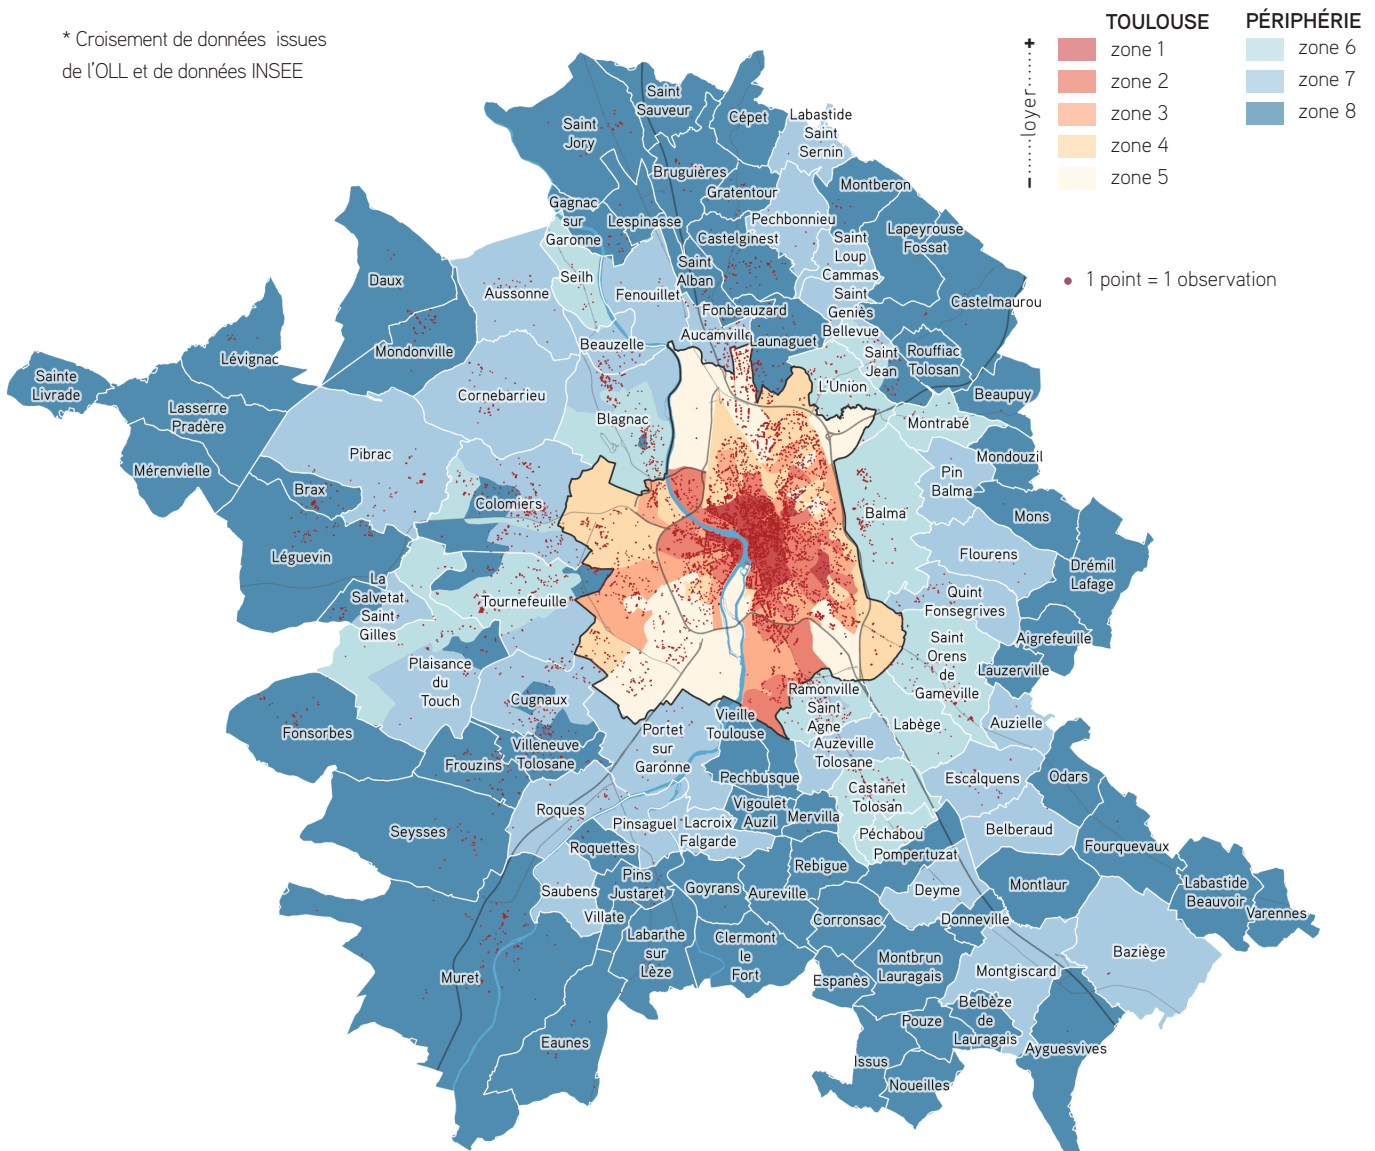 * Croisement de données issues
de l'OLL et de données INSEE
TOULOUSE
PÉRIPHÉRIE
+
loyer
-
zone 1
zone 2
zone 3
zone 4
zone 5
zone 6
zone 7
zone 8
1 point = 1 observation
Saint
Sauveur
Cépet
Labastide
Saint
Sernin
Saint
Jory
Bruguières
Gratentour
Montberon
Gagnac
sur
Garonne
Lespinasse
Castelginest
Pechbonnieu
Lapeyrouse
Fossat
Saint
Loup
Cammas
Daux
Aussonne
Seilh
Fenouillet
Saint
Alban
Saint
Geniès
Bellevue
Castelmaurou
Fonbeauzard
Aucamville
Launaguet
Mondonville
Beauzelle
Saint
Jean
Rouffiac
Tolosan
Lévignac
Sainte
Livrade
L'Union
Beaupuy
Cornebarrieu
Lasserre
Pradère
Blagnac
Montrabé
Mondouzil
Pibrac
Mérenvielle
Pin
Balma
Brax
Colomiers
Balma
Mons
Léguevin
Flourens
Drémil
Lafage
La
Salvetat
Saint
Gilles
Tournefeuille
Quint
Fonsegrives
Aigrefeuille
Saint
Orens
de
Gameville
Lauzerville
Plaisance
du
Touch
Cugnaux
Ramonville
Saint
Agne
Labège
Auzielle
Fonsorbes
Vieille
Toulouse
Portet
sur
Garonne
Villeneuve
Tolosane
Frouzins
Auzeville
Tolosane
Pechbusque
Escalquens
Odars
Castanet
Tolosan
Roques
Vigoulet
Auzil
Mervilla
Seysses
Pinsaguel
Lacroix
Falgarde
Péchabou
Belberaud
Fourquevaux
Roquettes
Pompertuzat
Rebigue
Saubens
Pins
Justaret
Goyrans
Aureville
Deyme
Montlaur
Labastide
Beauvoir
Varennes
Villate
Corronsac
Donneville
Labarthe
sur
Lèze
Clermont
le
Fort
Baziège
Muret
Espanès
Montbrun
Lauragais
Montgiscard
Belbèze
de
Lauragais
Pouze
Eaunes
Ayguesvives
Issus
Noueilles